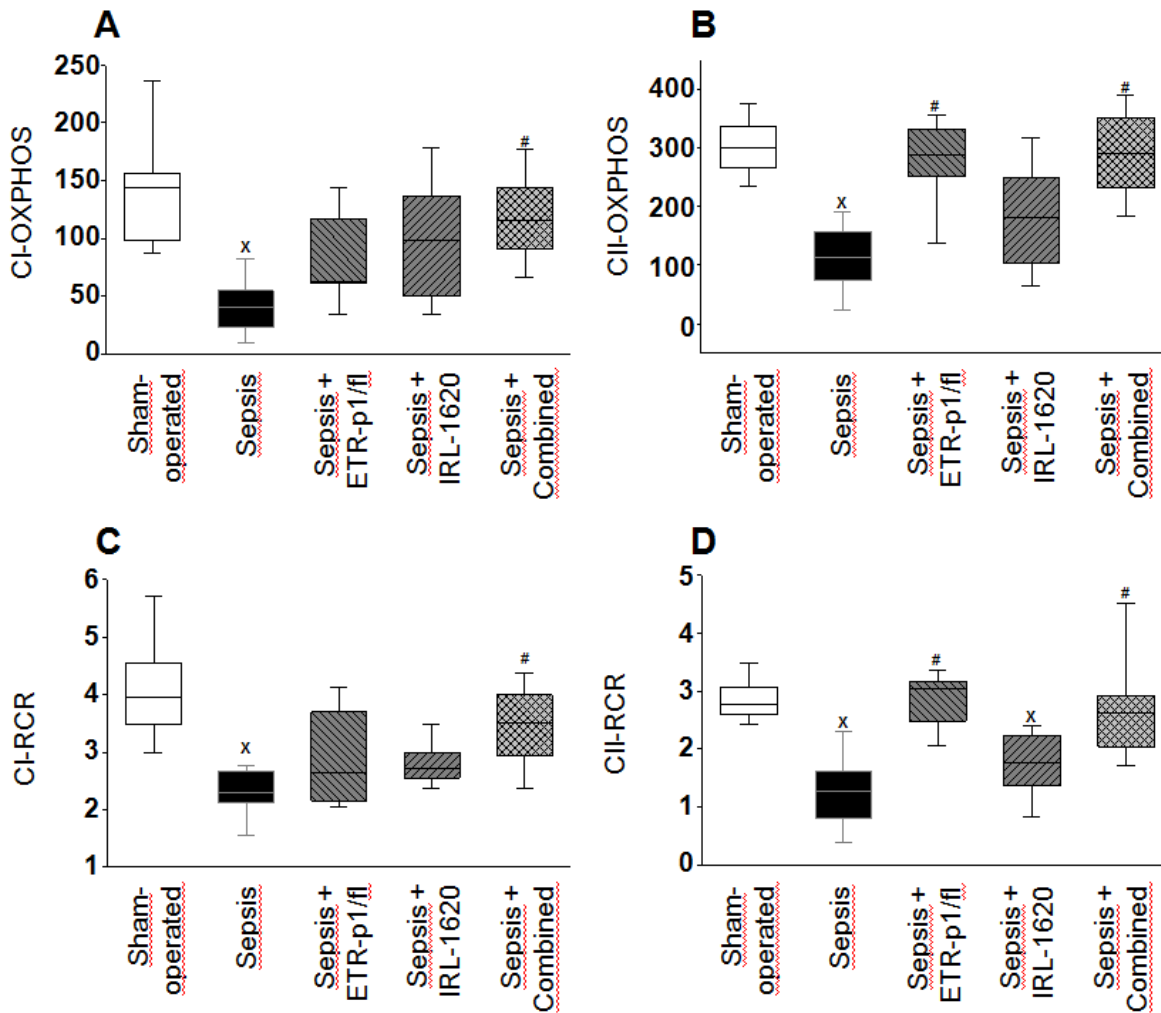 A
CI-OXPHOS
250
200
150
100
50
0
x
#
Sham-
operated
Sepsis
Sepsis +
ETR-p1/fl
Sepsis +
IRL-1620
Sepsis +
Combined
B
CII-OXPHOS
400
300
200
100
0
x
#
#
Sham-
operated
Sepsis
Sepsis +
ETR-p1/fl
Sepsis +
IRL-1620
Sepsis +
Combined
C
CI-RCR
6
5
4
3
2
1
x
#
Sham-
operated
Sepsis
Sepsis +
ETR-p1/fl
Sepsis +
IRL-1620
Sepsis +
Combined
D
CII-RCR
5
4
3
2
1
0
x
#
x
#
Sham-
operated
Sepsis
Sepsis +
ETR-p1/fl
Sepsis +
IRL-1620
Sepsis +
Combined